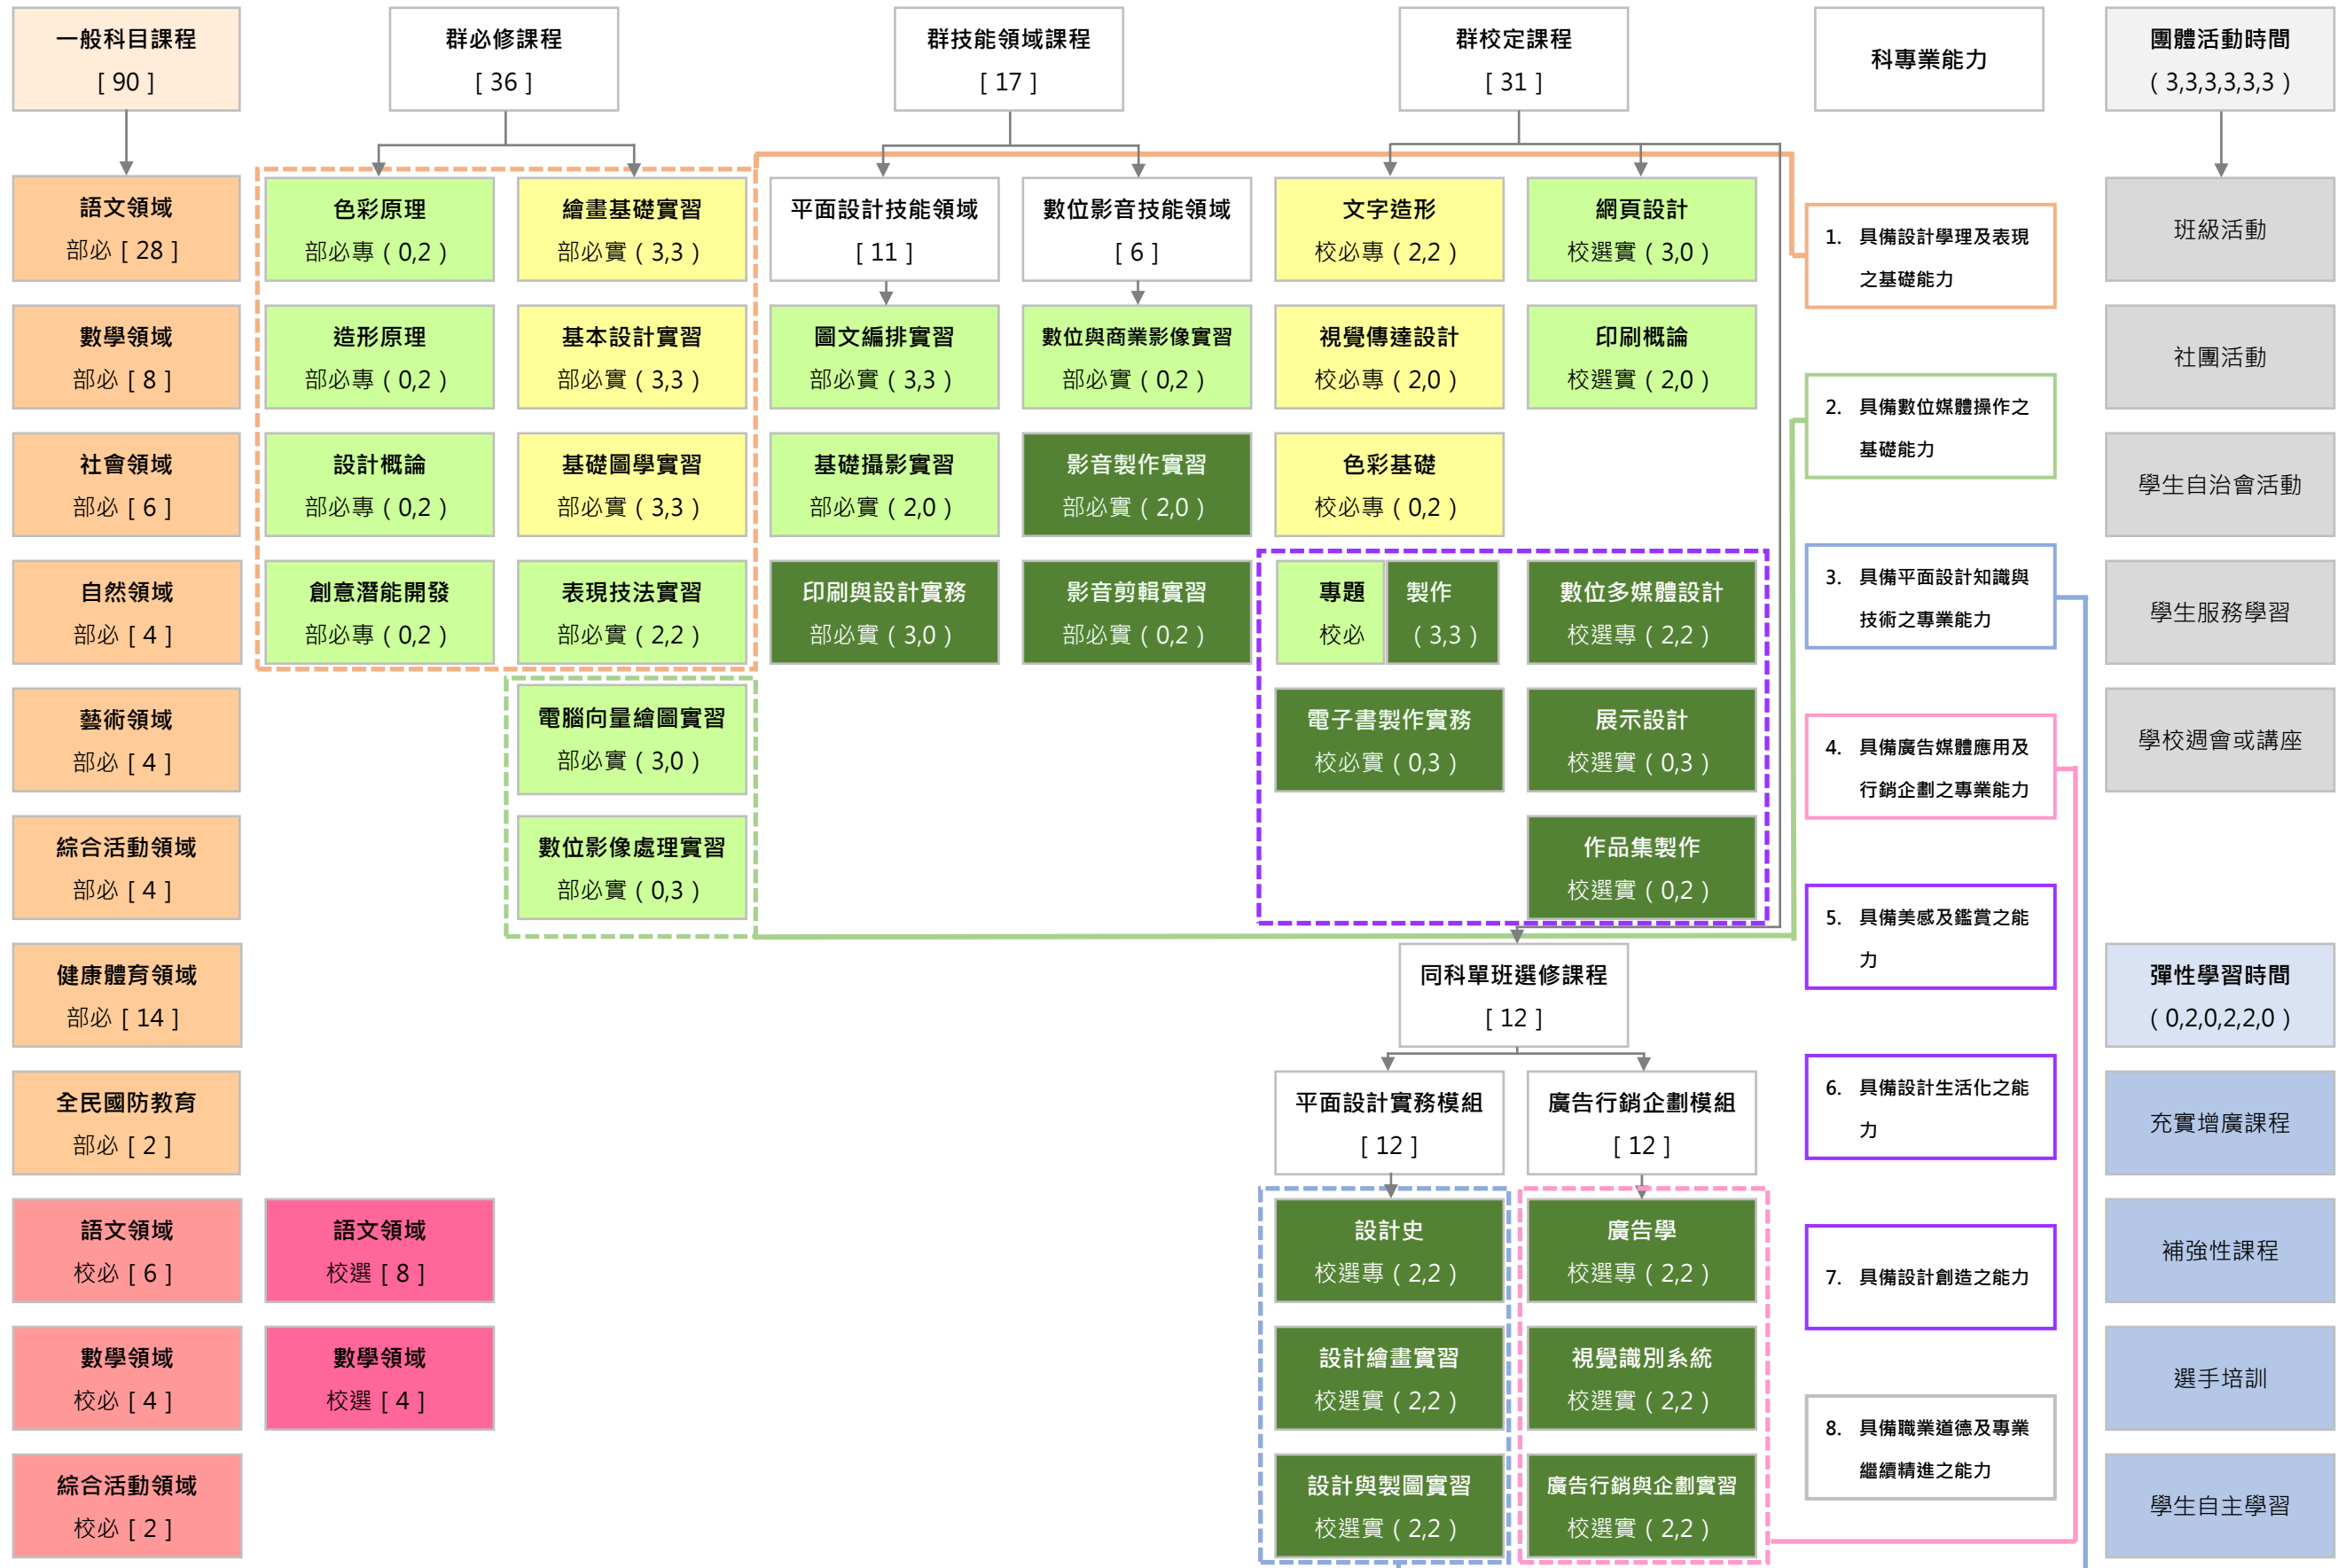 一般科目課程
[ 90 ]
群必修課程
[ 36 ]
群技能領域課程
[ 17 ]
群校定課程
[ 31 ]
科專業能力
團體活動時間
( 3,3,3,3,3,3 )
語文領域
部必 [ 28 ]
數學領域
部必 [ 8 ]
社會領域
部必 [ 6 ]
自然領域
部必 [ 4 ]
藝術領域
部必 [ 4 ]
綜合活動領域
部必 [ 4 ]
健康體育領域
部必 [ 14 ]
全民國防教育
部必 [ 2 ]
語文領域
校必 [ 6 ]
數學領域
校必 [ 4 ]
綜合活動領域
校必 [ 2 ]
語文領域
校選 [ 8 ]
數學領域
校選 [ 4 ]
色彩原理
部必專 ( 0,2 )
造形原理
部必專 ( 0,2 )
設計概論
部必專 ( 0,2 )
創意潛能開發
部必專 ( 0,2 )
繪畫基礎實習
部必實 ( 3,3 )
基本設計實習
部必實 ( 3,3 )
基礎圖學實習
部必實 ( 3,3 )
表現技法實習
部必實 ( 2,2 )
電腦向量繪圖實習
部必實 ( 3,0 )
數位影像處理實習
部必實 ( 0,3 )
平面設計技能領域
[ 11 ]
圖文編排實習
部必實 ( 3,3 )
基礎攝影實習
部必實 ( 2,0 )
印刷與設計實務
部必實 ( 3,0 )
數位影音技能領域
[ 6 ]
數位與商業影像實習
部必實 ( 0,2 )
影音製作實習
部必實 ( 2,0 )
影音剪輯實習
部必實 ( 0,2 )
文字造形
校必專 ( 2,2 )
視覺傳達設計
校必專 ( 2,0 )
色彩基礎
校必專 ( 0,2 )
專題 製作
校必 ( 3,3 )
電子書製作實務
校必實 ( 0,3 )
網頁設計
校選實 ( 3,0 )
印刷概論
校選實 ( 2,0 )
數位多媒體設計
校選專 ( 2,2 )
展示設計
校選實 ( 0,3 )
作品集製作
校選實 ( 0,2 )
同科單班選修課程
[ 12 ]
平面設計實務模組
[ 12 ]
設計史
校選專 ( 2,2 )
設計繪畫實習
校選實 ( 2,2 )
設計與製圖實習
校選實 ( 2,2 )
廣告行銷企劃模組
[ 12 ]
廣告學
校選專 ( 2,2 )
視覺識別系統
校選實 ( 2,2 )
廣告行銷與企劃實習
校選實 ( 2,2 )
1. 具備設計學理及表現
之基礎能力
2. 具備數位媒體操作之
基礎能力
3. 具備平面設計知識與
技術之專業能力
4. 具備廣告媒體應用及
行銷企劃之專業能力
5. 具備美感及鑑賞之能
力
6. 具備設計生活化之能
力
7. 具備設計創造之能力
8. 具備職業道德及專業
繼續精進之能力
班級活動
社團活動
學生自治會活動
學生服務學習
學校週會或講座
彈性學習時間
( 0,2,0,2,2,0 )
充實增廣課程
補強性課程
選手培訓
學生自主學習